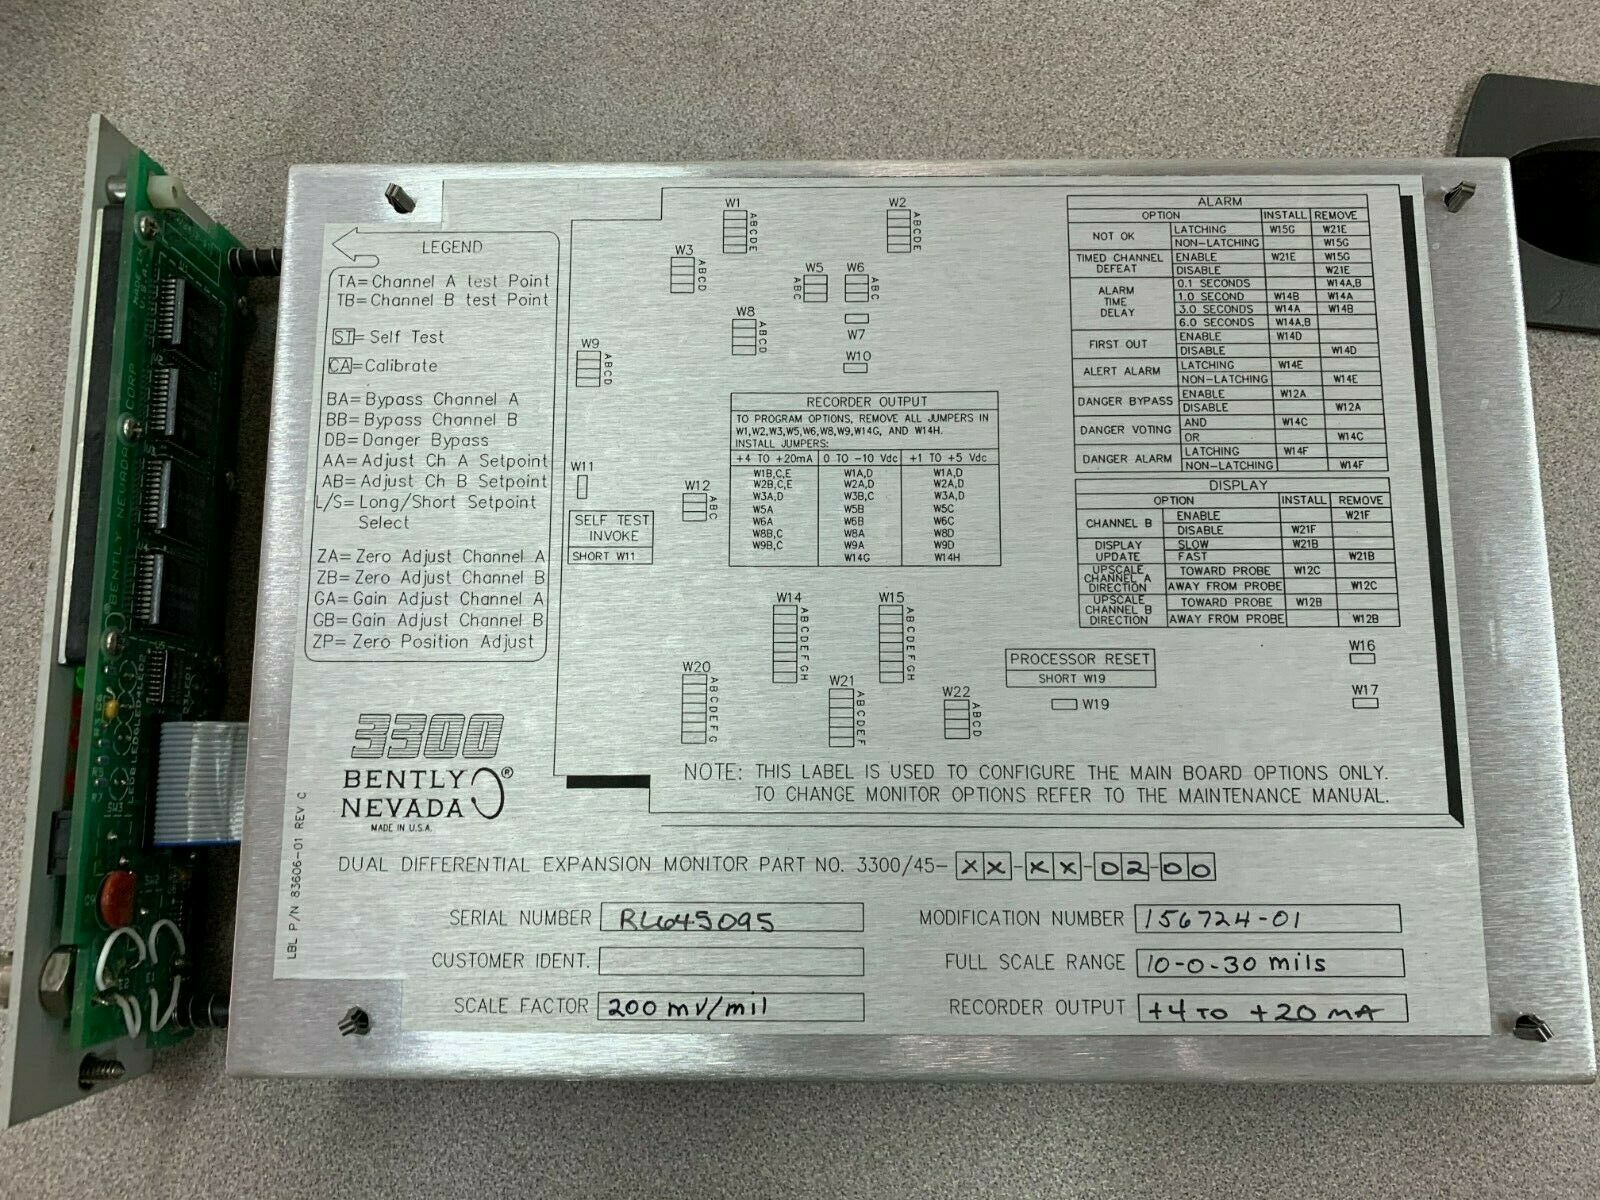 LEGEND
TA= Channel A test Point
TB= Channel B test Point
ST= Self Test
CA= Calibrate
BA= Bypass Channel A
BB= Bypass Channel B
DB= Danger Bypass
AA= Adjust Ch A Setpoint
AB= Adjust Ch B Setpoint
L/S= Long/Short Setpoint
Select
ZA= Zero Adjust Channel A
ZB= Zero Adjust Channel B
GA= Gain Adjust Channel A
GB= Gain Adjust Channel B
ZP= Zero Position Adjust
W1
A B C D E
W2
A B C D E
W3
A B C D
W5
A B C
W6
A B C
W7
W8
A B C D
W9
A B C D
W10
RECORDER OUTPUT
TO PROGRAM OPTIONS, REMOVE ALL JUMPERS IN
W1,W2,W3,W5,W6,W8,W9,W14G, AND W14H.
INSTALL JUMPERS:
+4 TO +20mA 0 TO -10 Vdc +1 TO +5 Vdc
W1B,C,E W1A,D W1A,D
W2B,C,E W2A,D W2A,D
W3A,D W3B,C W3A,D
W5A W5B W5C
W6A W6B W6C
W8B,C W8A W8D
W9B,C W9A W9D
W14G W14H
W11
SELF TEST
INVOKE
SHORT W11
W12
A B C
W14
A B C D E F G H
W15
A B C D E F G H
W20
A B C D E F G
W21
A B C D E F
W22
A B C D
PROCESSOR RESET
SHORT W19
W19
W16
W17
ALARM
OPTION INSTALL REMOVE
NOT OK LATCHING W15G W21E
NON-LATCHING W15G
TIMED CHANNEL DEFEAT ENABLE W21E W15G
DISABLE W21E
ALARM TIME DELAY 0.1 SECONDS W14A,B
1.0 SECOND W14B W14A
3.0 SECONDS W14A W14B
6.0 SECONDS W14A,B
FIRST OUT ENABLE W14D
DISABLE W14D
ALERT ALARM LATCHING W14E
NON-LATCHING W14E
DANGER BYPASS ENABLE W12A
DISABLE W12A
DANGER VOTING AND W14C
OR W14C
DANGER ALARM LATCHING W14F
NON-LATCHING W14F
DISPLAY
OPTION INSTALL REMOVE
CHANNEL B ENABLE W21F
DISABLE W21F
DISPLAY UPDATE SLOW W21B
FAST W21B
UPSCALE CHANNEL A DIRECTION TOWARD PROBE W12C
AWAY FROM PROBE W12C
UPSCALE CHANNEL B DIRECTION TOWARD PROBE W12B
AWAY FROM PROBE W12B
NOTE: THIS LABEL IS USED TO CONFIGURE THE MAIN BOARD OPTIONS ONLY.
TO CHANGE MONITOR OPTIONS REFER TO THE MAINTENANCE MANUAL.
3300
BENTLY
NEVADA ®
MADE IN U.S.A.
LBL P/N 83606-01 REV C
DUAL DIFFERENTIAL EXPANSION MONITOR PART NO. 3300/45-XX-XX-02-00
SERIAL NUMBER
MODIFICATION NUMBER 156724-01
CUSTOMER IDENT.
FULL SCALE RANGE 10-0-30 mils
SCALE FACTOR 200 mV/mil
RECORDER OUTPUT +4 TO +20 MA
MADE IN
U.S.A.
BENTLY NEVADA CORP